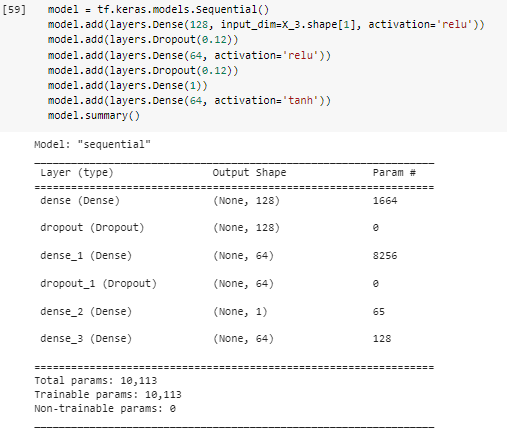 [59] model = tf.keras.models.Sequential()
model.add(layers.Dense(128, input_dim=X_3.shape[1], activation='relu'))
model.add(layers.Dropout(0.12))
model.add(layers.Dense(64, activation='relu'))
model.add(layers.Dropout(0.12))
model.add(layers.Dense(1))
model.add(layers.Dense(64, activation='tanh'))
model.summary()
Model: "sequential"
Layer (type) Output Shape Param #
dense (Dense) (None, 128) 1664
dropout (Dropout) (None, 128) 0
dense_1 (Dense) (None, 64) 8256
dropout_1 (Dropout) (None, 64) 0
dense_2 (Dense) (None, 1) 65
dense_3 (Dense) (None, 64) 128
Total params: 10,113
Trainable params: 10,113
Non-trainable params: 0